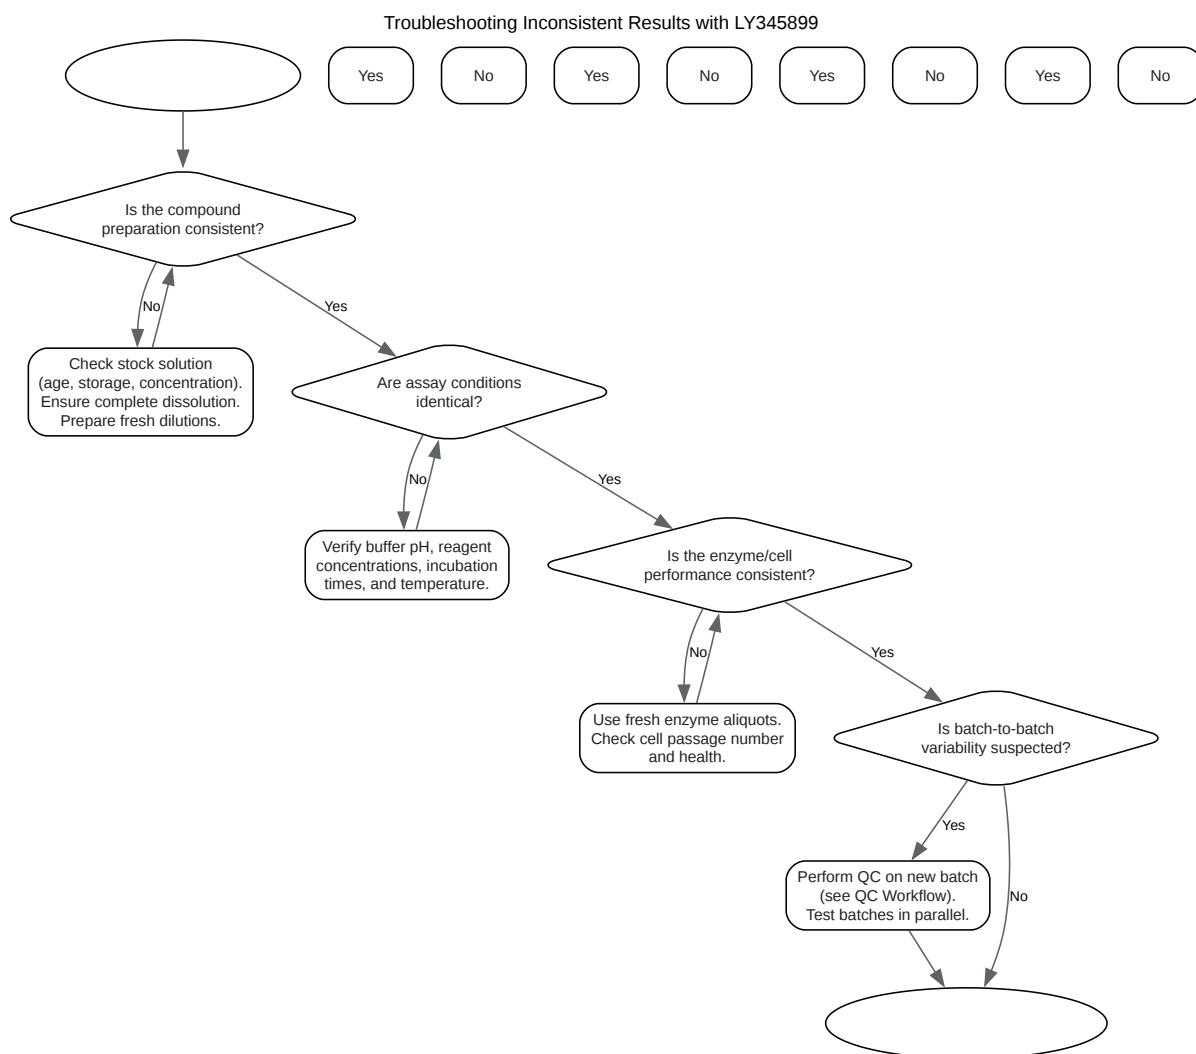 Troubleshooting Inconsistent Results with LY345899
Yes
No
Yes
No
Yes
No
Yes
No
Is the compound
preparation consistent?
No
Yes
Check stock solution
(age, storage, concentration).
Ensure complete dissolution.
Prepare fresh dilutions.
Are assay conditions
identical?
No
Yes
Verify buffer pH, reagent
concentrations, incubation
times, and temperature.
Is the enzyme/cell
performance consistent?
No
Yes
Use fresh enzyme aliquots.
Check cell passage number
and health.
Is batch-to-batch
variability suspected?
Yes
No
Perform QC on new batch
(see QC Workflow).
Test batches in parallel.